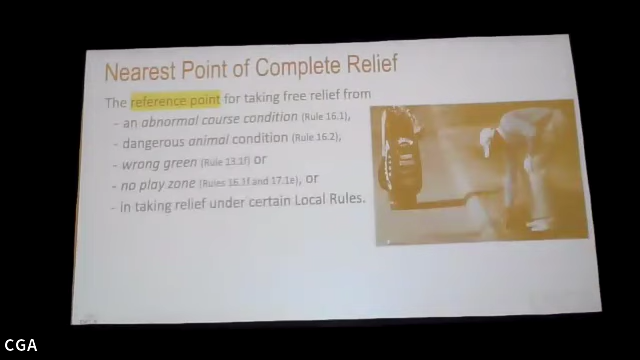 Nearest Point of Complete Relief
The reference point for taking free relief from
- an abnormal course condition (Rule 16.1),
- dangerous animal condition (Rule 16.2),
- wrong green (Rule 13.1f) or
- no play zone (Rules 16.1f and 17.1e), or
- in taking relief under certain Local Rules.
CGA